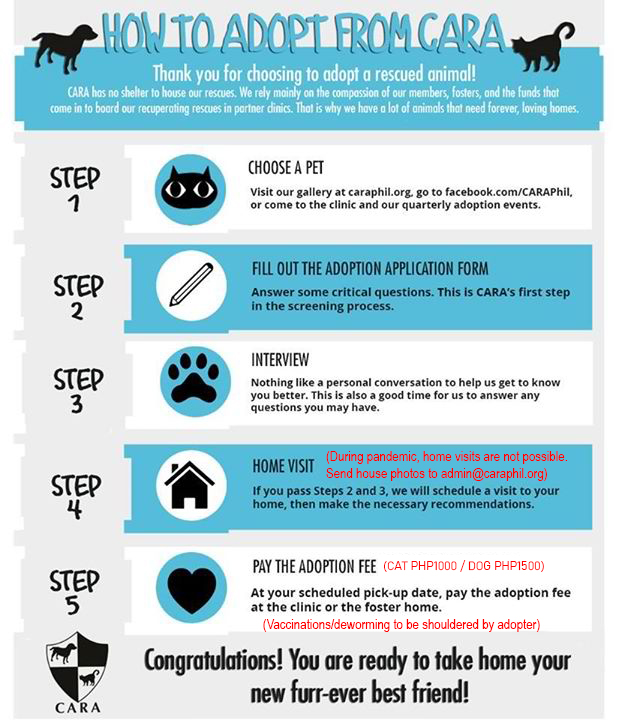 HOW TO ADOPT FROM CARA
Thank you for choosing to adopt a rescued animal!
CARA has no shelter to house our rescues. We rely mainly on the compassion of our members, fosters, and the funds that
come in to board our recuperating rescues in partner clinics. That is why we have a lot of animals that need forever, loving homes.
STEP
1
CHOOSE A PET
Visit our gallery at caraphil.org, go to facebook.com/CARAPhil,
or come to the clinic and our quarterly adoption events.
STEP
2
FILL OUT THE ADOPTION APPLICATION FORM
Answer some critical questions. This is CARA's first step
in the screening process.
STEP
3
INTERVIEW
Nothing like a personal conversation to help us get to know
you better. This is also a good time for us to answer any
questions you may have.
STEP
4
HOME VISIT (During pandemic, home visits are not possible.
Send house photos to admin@caraphil.org)
If you pass Steps 2 and 3, we will schedule a visit to your
home, then make the necessary recommendations.
STEP
5
PAY THE ADOPTION FEE (CAT PHP1000 / DOG PHP1500)
At your scheduled pick-up date, pay the adoption fee
at the clinic or the foster home.
(Vaccinations/deworming to be shouldered by adopter)
CARA
Congratulations! You are ready to take home your
new furr-ever best friend!